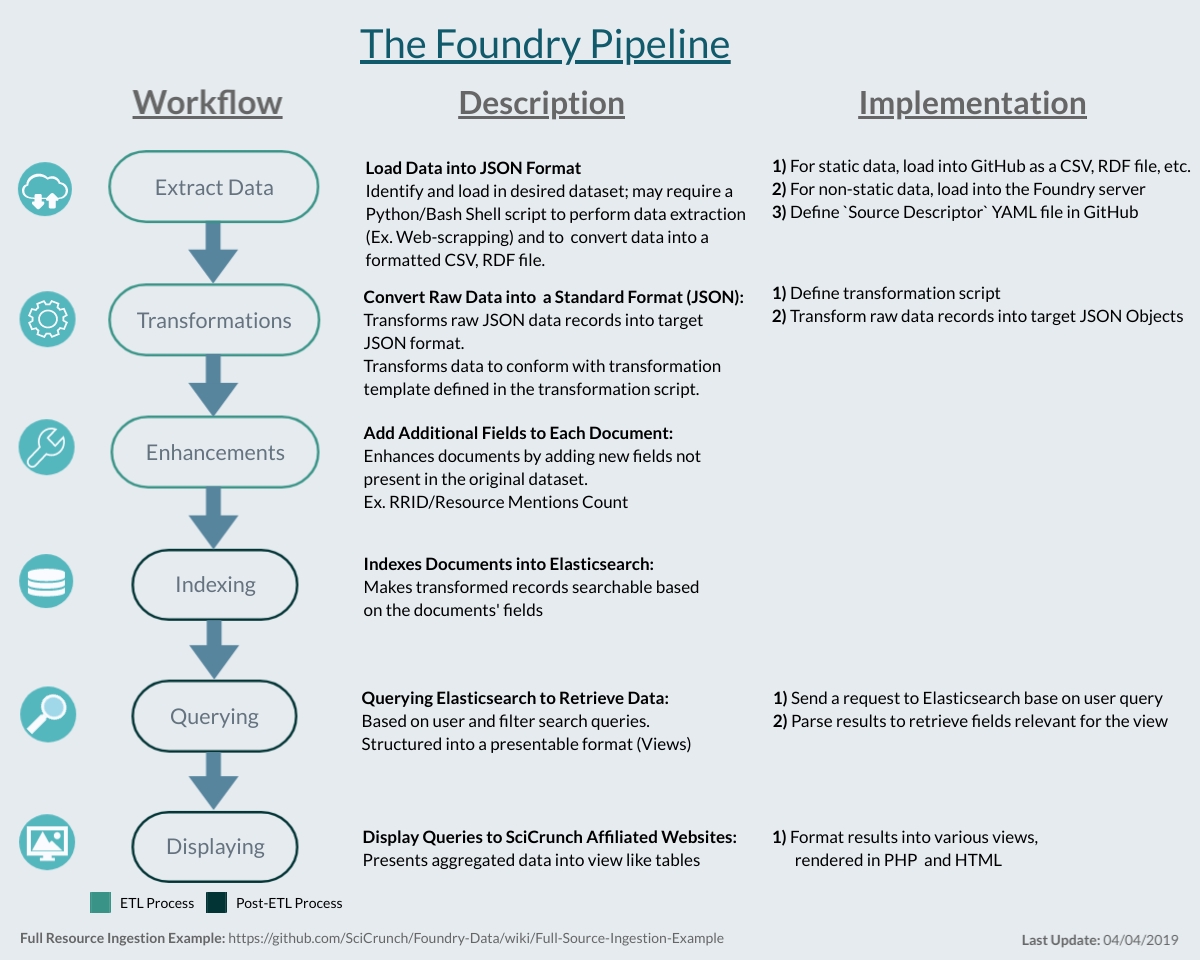 The Foundry Pipeline
Workflow
Description
Implementation
Extract Data
Load Data into JSON Format
Identify and load in desired dataset; may require a
Python/Bash Shell script to perform data extraction
(Ex. Web-scrapping) and to convert data into a
formatted CSV, RDF file.
1) For static data, load into GitHub as a CSV, RDF file, etc.
2) For non-static data, load into the Foundry server
3) Define `Source Descriptor` YAML file in GitHub
Transformations
Convert Raw Data into a Standard Format (JSON):
Transforms raw JSON data records into target
JSON format.
Transforms data to conform with transformation
template defined in the transformation script.
1) Define transformation script
2) Transform raw data records into target JSON Objects
Enhancements
Add Additional Fields to Each Document:
Enhances documents by adding new fields not
present in the original dataset.
Ex. RRID/Resource Mentions Count
Indexing
Indexes Documents into Elasticsearch:
Makes transformed records searchable based
on the documents' fields
Querying
Querying Elasticsearch to Retrieve Data:
Based on user and filter search queries.
Structured into a presentable format (Views)
1) Send a request to Elasticsearch base on user query
2) Parse results to retrieve fields relevant for the view
Displaying
Display Queries to SciCrunch Affiliated Websites:
Presents aggregated data into view like tables
1) Format results into various views,
rendered in PHP and HTML
ETL Process
Post-ETL Process
Full Resource Ingestion Example: https://github.com/SciCrunch/Foundry-Data/wiki/Full-Source-Ingestion-Example
Last Update: 04/04/2019